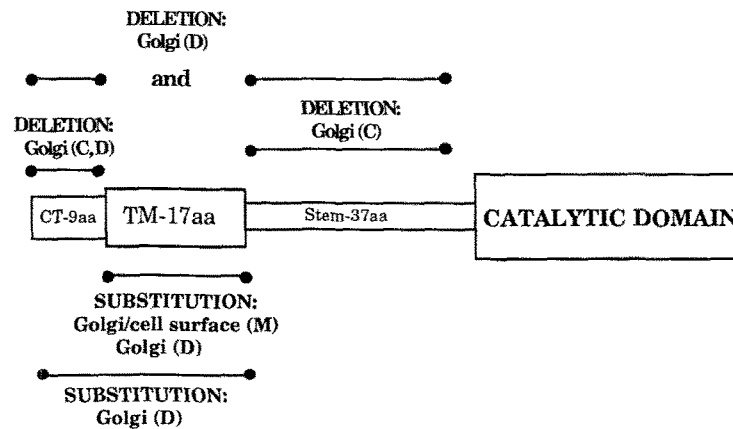 DELETION:
Golgi (D)
and
DELETION:
Golgi (C)
DELETION:
Golgi (C,D)
CT-9aa
TM-17aa
Stem-37aa
CATALYTIC DOMAIN
SUBSTITUTION:
Golgi/cell surface (M)
Golgi (D)
SUBSTITUTION:
Golgi (D)